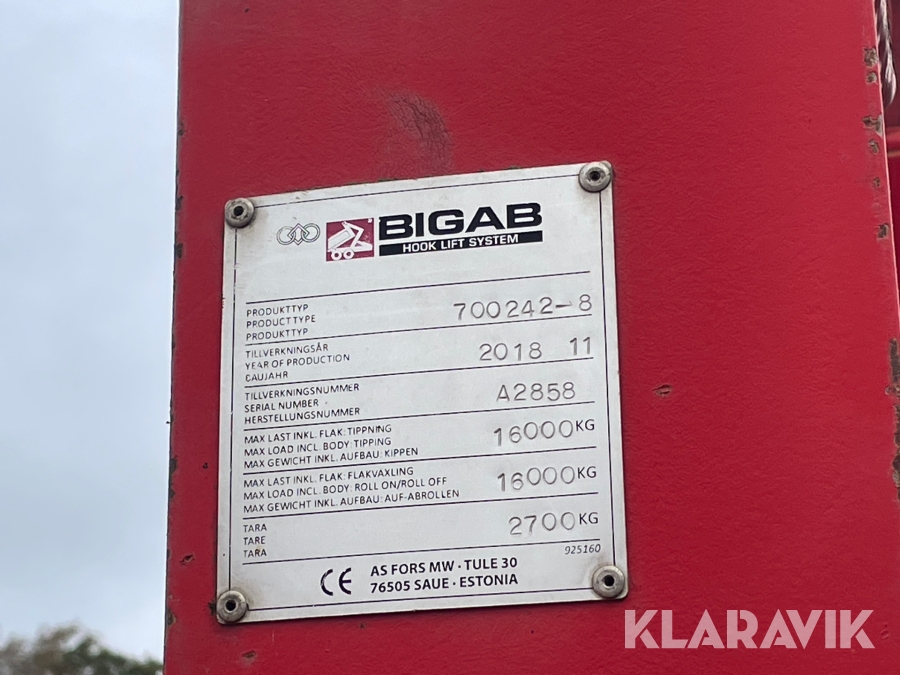 BIGAB
HOOK LIFT SYSTEM
PRODUKTTYP
PRODUCTTYPE
PRODUKTTYP
700242-8
TILLVERKNINGSÅR
YEAR OF PRODUCTION
CAUJAHR
2018 11
TILLVERKNINGSNUMMER
SERIAL NUMBER
HERSTELLUNGSNUMMER
A2858
MAX LAST INKL. FLAK: TIPPNING
MAX LOAD INCL. BODY: TIPPING
MAX GEWICHT INKL. AUFBAU: KIPPEN
16000KG
MAX LAST INKL. FLAK: FLAKVÄXLING
MAX LOAD INCL. BODY: ROLL ON/ROLL OFF
MAX GEWICHT INKL. AUFBAU: AUF-ABROLLEN
16000KG
TARA
TARE
TARA
2700KG
925160
CE
AS FORS MW · TULE 30
76505 SAUE · ESTONIA
KLARAVIK